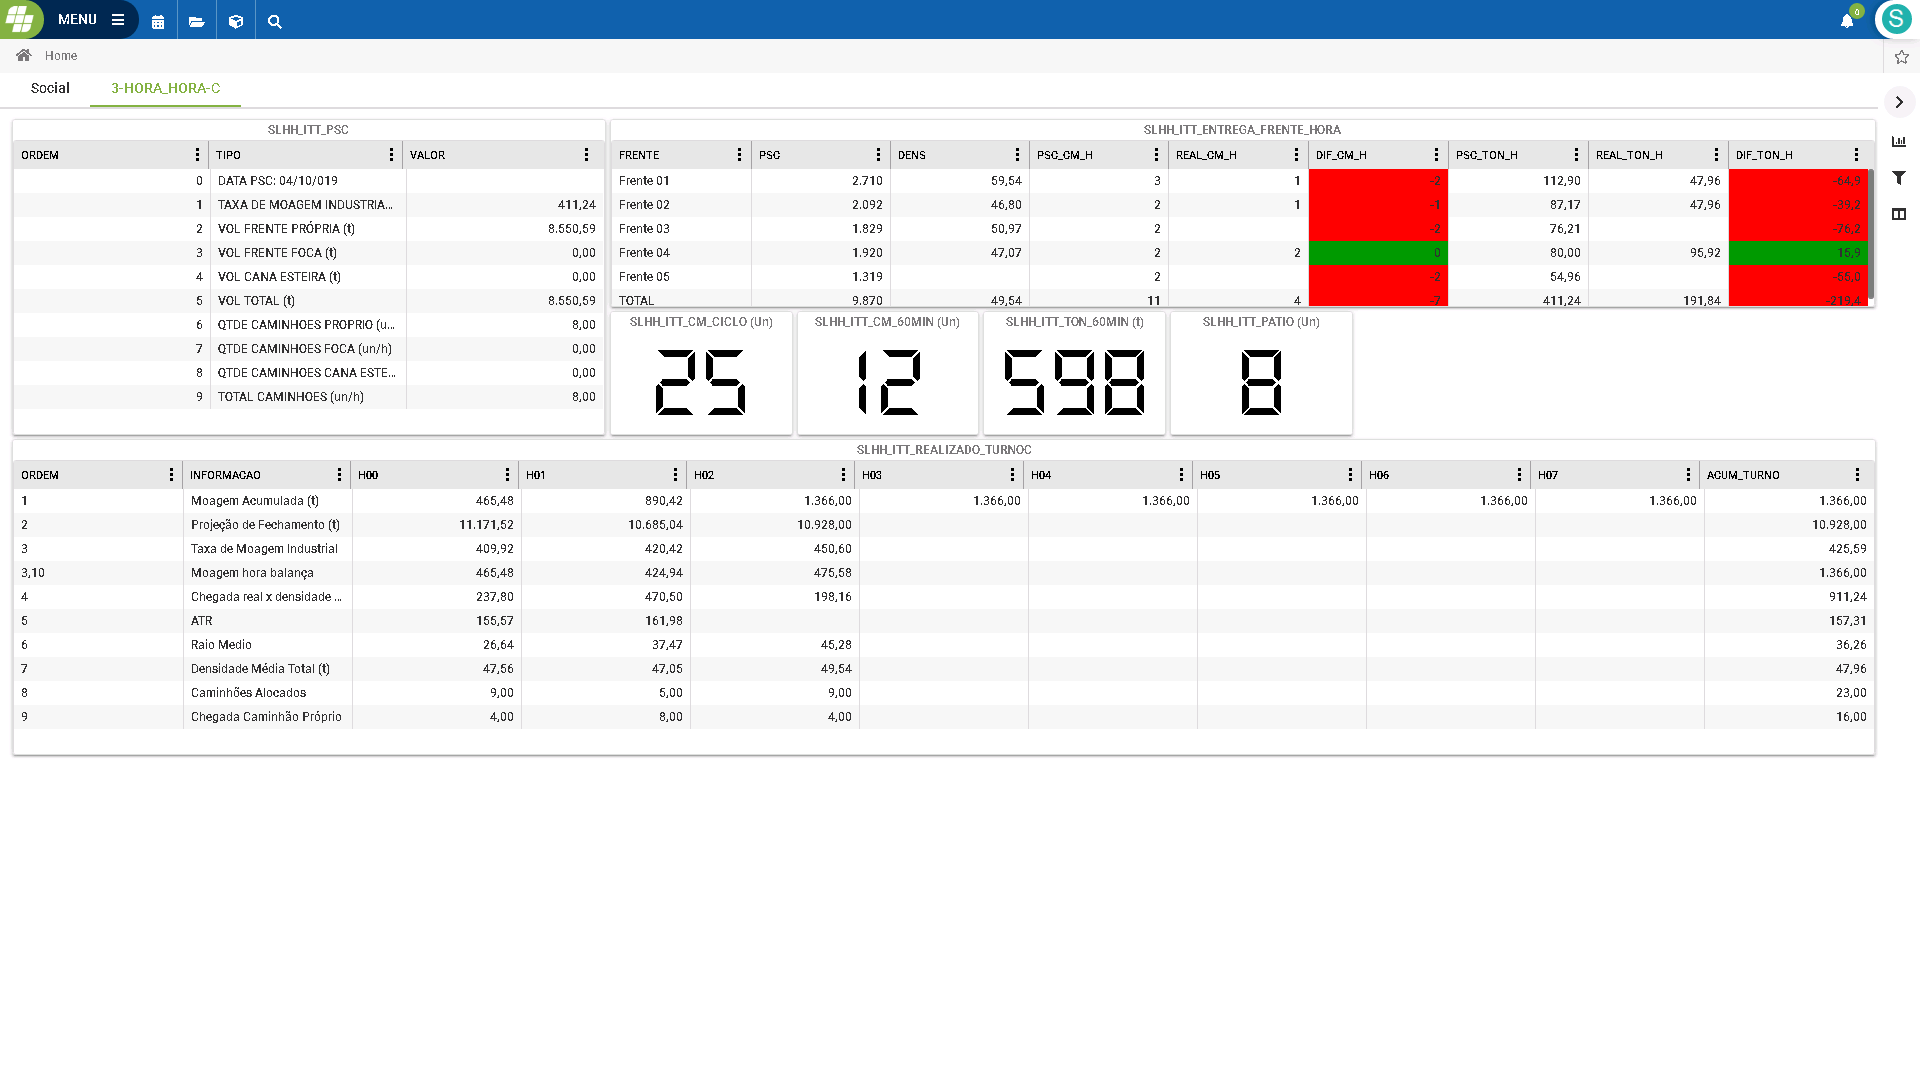 MENU
0
S
Home
Social
3-HORA_HORA-C
SLHH_ITT_PSC
ORDEM TIPO VALOR
0 DATA PSC: 04/10/019
1 TAXA DE MOAGEM INDUSTRIA... 411,24
2 VOL FRENTE PRÓPRIA (t) 8.550,59
3 VOL FRENTE FOCA (t) 0,00
4 VOL CANA ESTEIRA (t) 0,00
5 VOL TOTAL (t) 8.550,59
6 QTDE CAMINHOES PROPRIO (u... 8,00
7 QTDE CAMINHOES FOCA (un/h) 0,00
8 QTDE CAMINHOES CANA ESTE... 0,00
9 TOTAL CAMINHOES (un/h) 8,00
SLHH_ITT_ENTREGA_FRENTE_HORA
FRENTE PSC DENS PSC_CM_H REAL_CM_H DIF_CM_H PSC_TON_H REAL_TON_H DIF_TON_H
Frente 01 2.710 59,54 3 1 -2 112,90 47,96 -64,9
Frente 02 2.092 46,80 2 1 -1 87,17 47,96 -39,2
Frente 03 1.829 50,97 2 -2 76,21 -76,2
Frente 04 1.920 47,07 2 2 0 80,00 95,92 15,9
Frente 05 1.319 2 -2 54,96 -55,0
TOTAL 9.870 49,54 11 4 -7 411,24 191,84 -219,4
SLHH_ITT_CM_CICLO (Un)
25
SLHH_ITT_CM_60MIN (Un)
12
SLHH_ITT_TON_60MIN (t)
598
SLHH_ITT_PATIO (Un)
8
SLHH_ITT_REALIZADO_TURNOC
ORDEM INFORMACAO H00 H01 H02 H03 H04 H05 H06 H07 ACUM_TURNO
1 Moagem Acumulada (t) 465,48 890,42 1.366,00 1.366,00 1.366,00 1.366,00 1.366,00 1.366,00 1.366,00
2 Projeção de Fechamento (t) 11.171,52 10.685,04 10.928,00 10.928,00
3 Taxa de Moagem Industrial 409,92 420,42 450,60 425,59
3,10 Moagem hora balança 465,48 424,94 475,58 1.366,00
4 Chegada real x densidade ... 237,80 470,50 198,16 911,24
5 ATR 155,57 161,98 157,31
6 Raio Medio 26,64 37,47 45,28 36,26
7 Densidade Média Total (t) 47,56 47,05 49,54 47,96
8 Caminhões Alocados 9,00 5,00 9,00 23,00
9 Chegada Caminhão Próprio 4,00 8,00 4,00 16,00